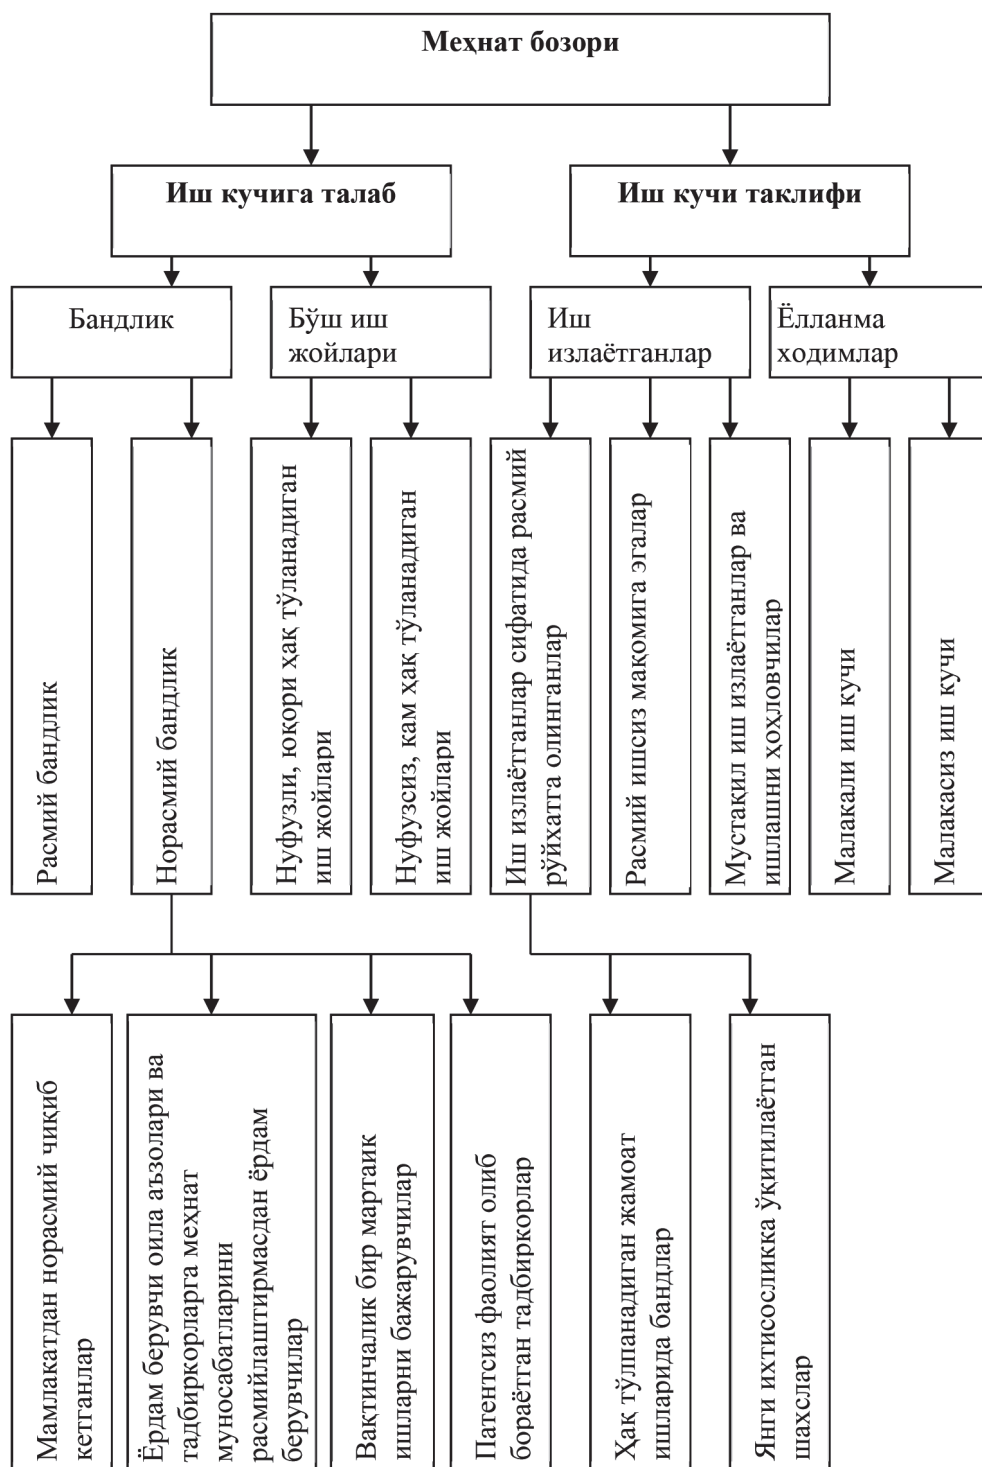 Меҳнат бозори
Иш кучига талаб
Иш кучи таклифи
Бандлик
Бўш иш
жойлари
Иш
излаётганлар
Ёлланма
ходимлар
Расмий бандлик
Норасмий бандлик
Нуфузли, юқори ҳақ тўланадиган
иш жойлари
Нуфузсиз, кам ҳақ тўланадиган
иш жойлари
Иш излаётганлар сифатида расмий
рўйхатга олинганлар
Расмий ишсиз мақомига эгалар
Мустақил иш излаётганлар ва
ишлашни ҳоҳловчилар
Малакали иш кучи
Малакасиз иш кучи
Мамлакатдан норасмий чиқиб
кетганлар
Ёрдам берувчи оила аъзолари ва
тадбиркорларга меҳнат
муносабатларини
расмийлаштирмасдан ёрдам
берувчилар
Вақтинчалик бир мартаик
ишларни бажарувчилар
Патентсиз фаолият олиб
бораётган тадбиркорлар
Ҳақ тўлпанадиган жамоат
ишларида бандлар
Янги ихтисосликка ўқитилаётган
шахслар